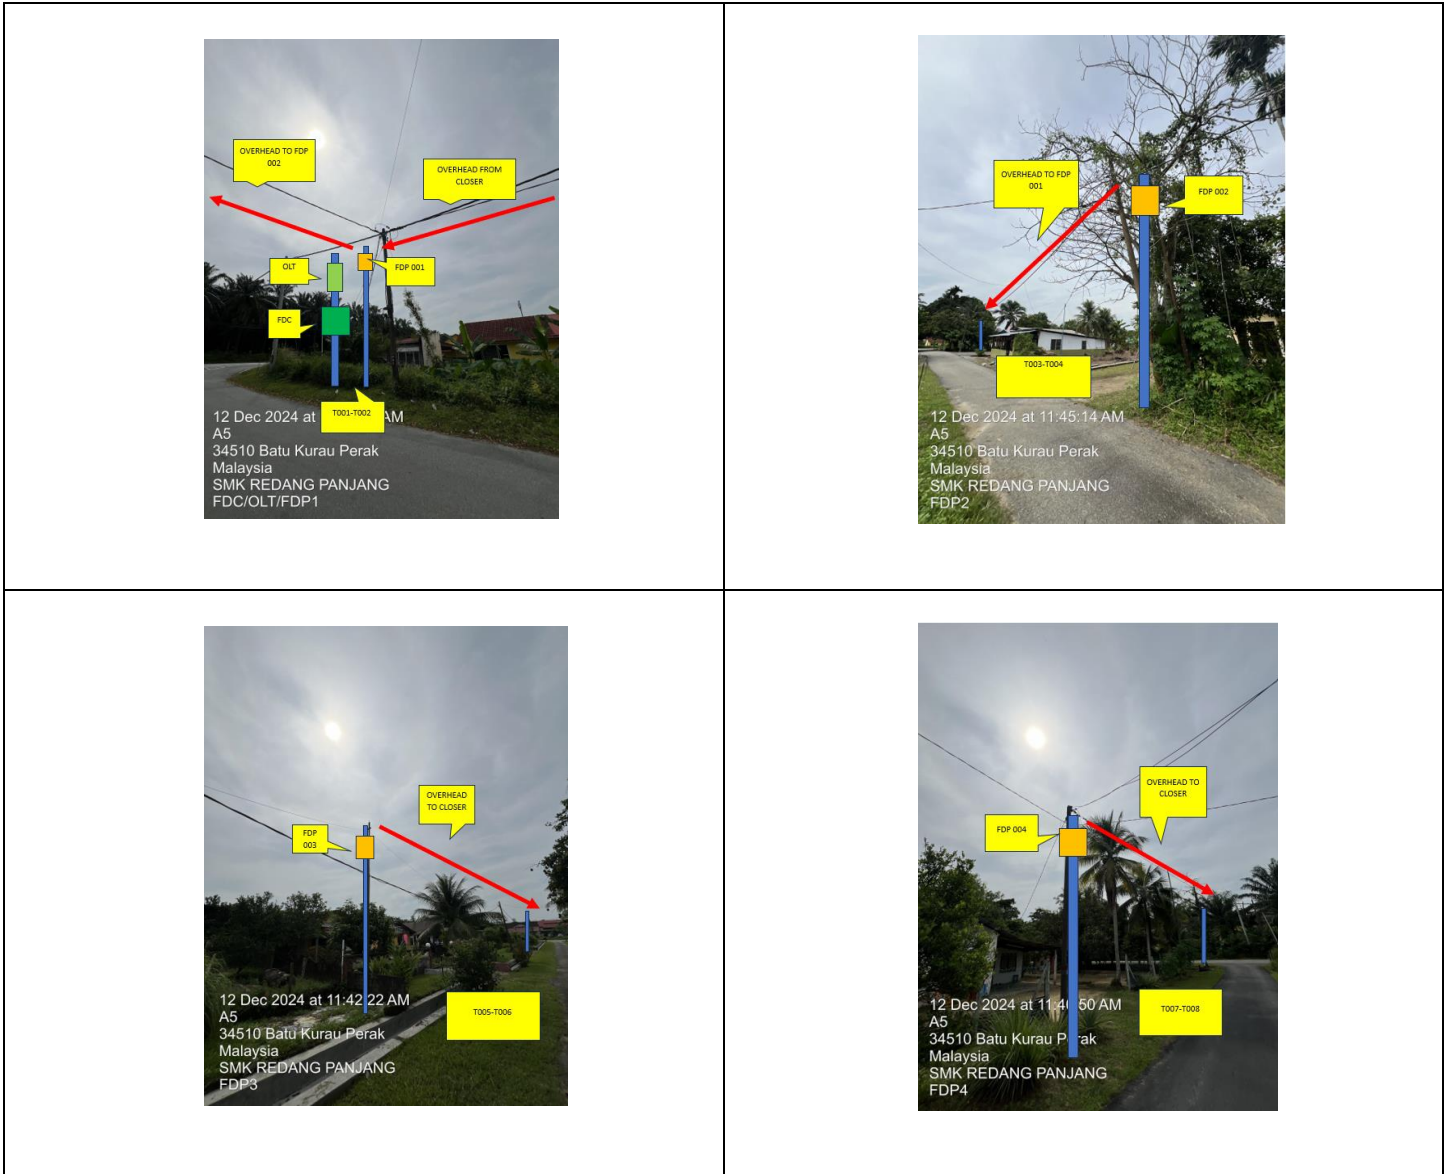 OVERHEAD TO FDP
002
OVERHEAD FROM
CLOSER
OLT
FDP 001
FDC
T001-T002
12 Dec 2024 at AM
A5
34510 Batu Kurau Perak
Malaysia
SMK REDANG PANJANG
FDC/OLT/FDP1
OVERHEAD TO FDP
001
FDP 002
T003-T004
12 Dec 2024 at 11:45:14 AM
A5
34510 Batu Kurau Perak
Malaysia
SMK REDANG PANJANG
FDP2
OVERHEAD
TO CLOSER
FDP
003
T005-T006
12 Dec 2024 at 11:42:22 AM
A5
34510 Batu Kurau Perak
Malaysia
SMK REDANG PANJANG
FDP3
OVERHEAD TO
CLOSER
FDP 004
T007-T008
12 Dec 2024 at 50 AM
A5
34510 Batu Kurau Perak
Malaysia
SMK REDANG PANJANG
FDP4